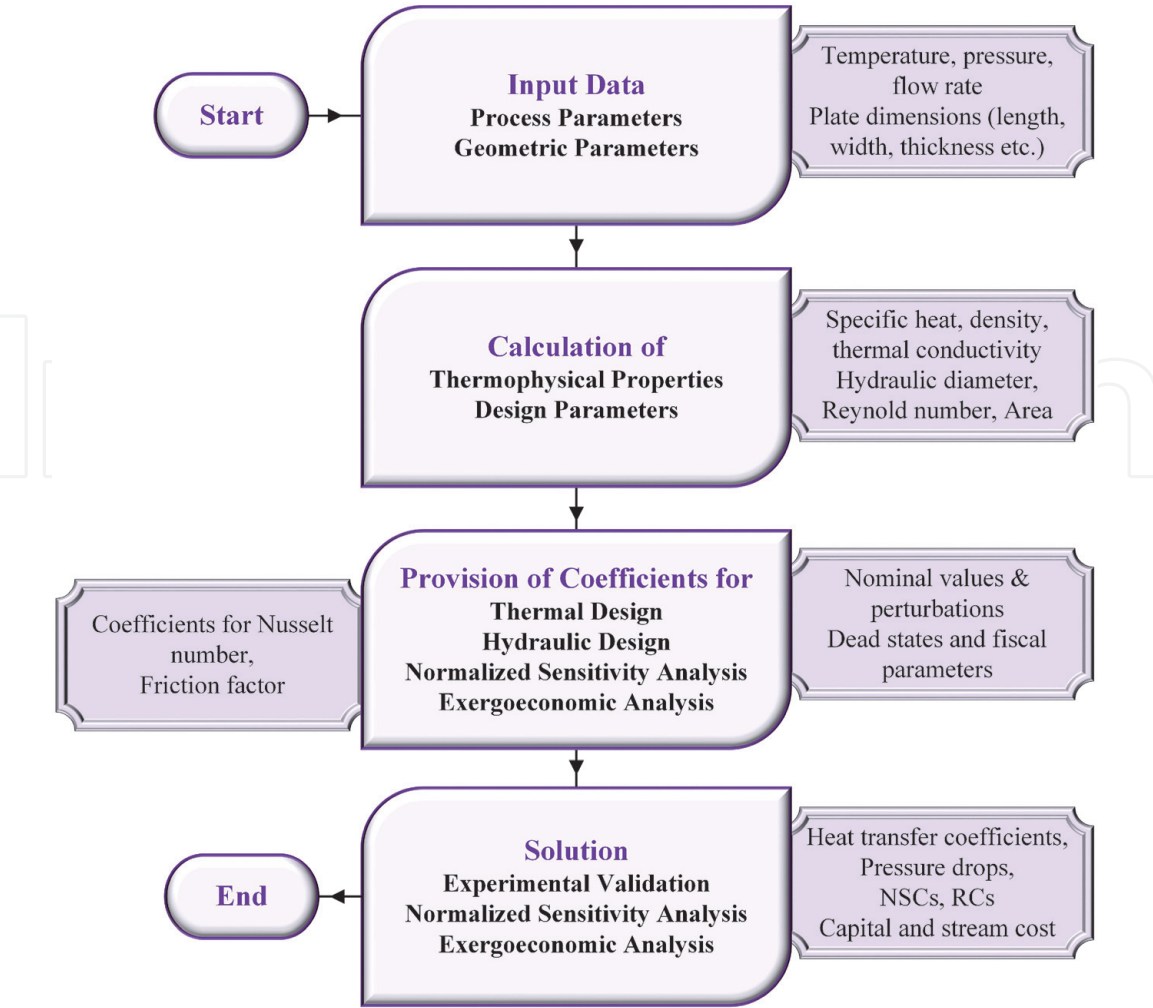 Start
Input Data
Process Parameters
Geometric Parameters
Temperature, pressure,
flow rate
Plate dimensions (length,
width, thickness etc.)
Calculation of
Thermophysical Properties
Design Parameters
Specific heat, density,
thermal conductivity
Hydraulic diameter,
Reynold number, Area
Coefficients for Nusselt
number,
Friction factor
Provision of Coefficients for
Thermal Design
Hydraulic Design
Normalized Sensitivity Analysis
Exergoeconomic Analysis
Nominal values &
perturbations
Dead states and fiscal
parameters
Solution
Experimental Validation
Normalized Sensitivity Analysis
Exergoeconomic Analysis
Heat transfer coefficients,
Pressure drops,
NSCs, RCs
Capital and stream cost
End